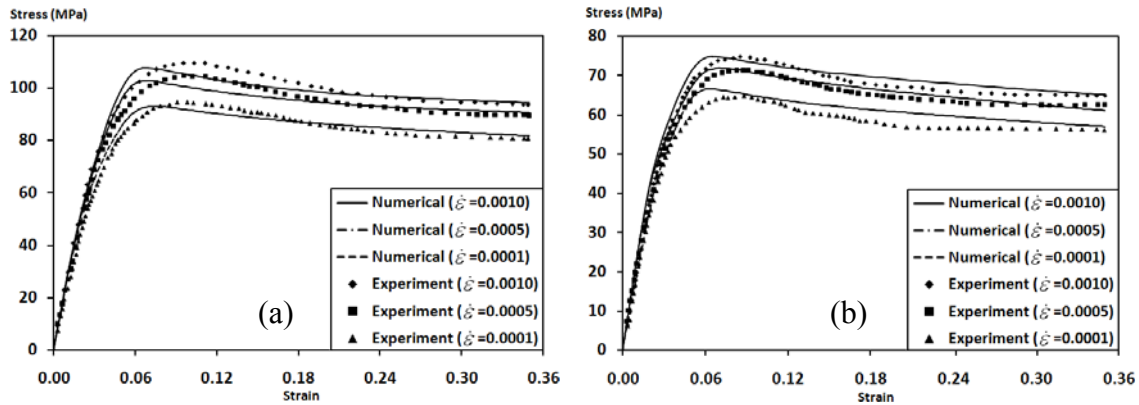 Stress (MPa)
120
100
80
60
40
20
0
0.00
0.06
0.12
0.18
0.24
0.30
0.36
Strain
Numerical (ε̇ =0.0010)
Numerical (ε̇ =0.0005)
Numerical (ε̇ =0.0001)
Experiment (ε̇ =0.0010)
Experiment (ε̇ =0.0005)
Experiment (ε̇ =0.0001)
(a)
Stress (MPa)
80
70
60
50
40
30
20
10
0
0.00
0.06
0.12
0.18
0.24
0.30
0.36
Strain
Numerical (ε̇ =0.0010)
Numerical (ε̇ =0.0005)
Numerical (ε̇ =0.0001)
Experiment (ε̇ =0.0010)
Experiment (ε̇ =0.0005)
Experiment (ε̇ =0.0001)
(b)